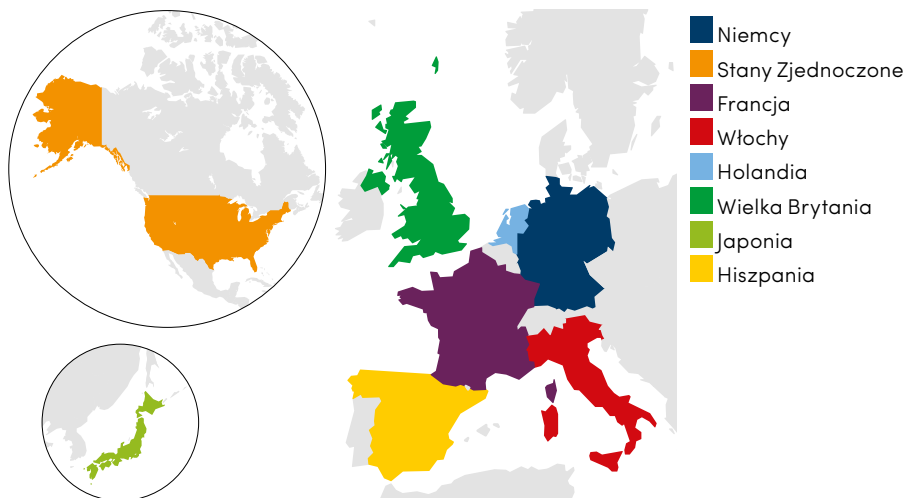 Niemcy
Stany Zjednoczone
Francja
Włochy
Holandia
Wielka Brytania
Japonia
Hiszpania